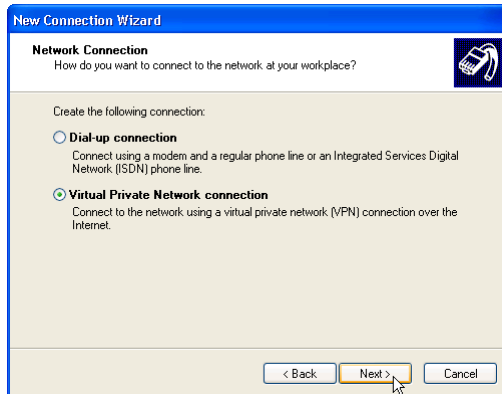 New Connection Wizard
Network Connection
How do you want to connect to the network at your workplace?
Create the following connection:
Dial-up connection
Connect using a modem and a regular phone line or an Integrated Services Digital
Network (ISDN) phone line.
Virtual Private Network connection
Connect to the network using a virtual private network (VPN) connection over the
Internet.
< Back
Next >
Cancel